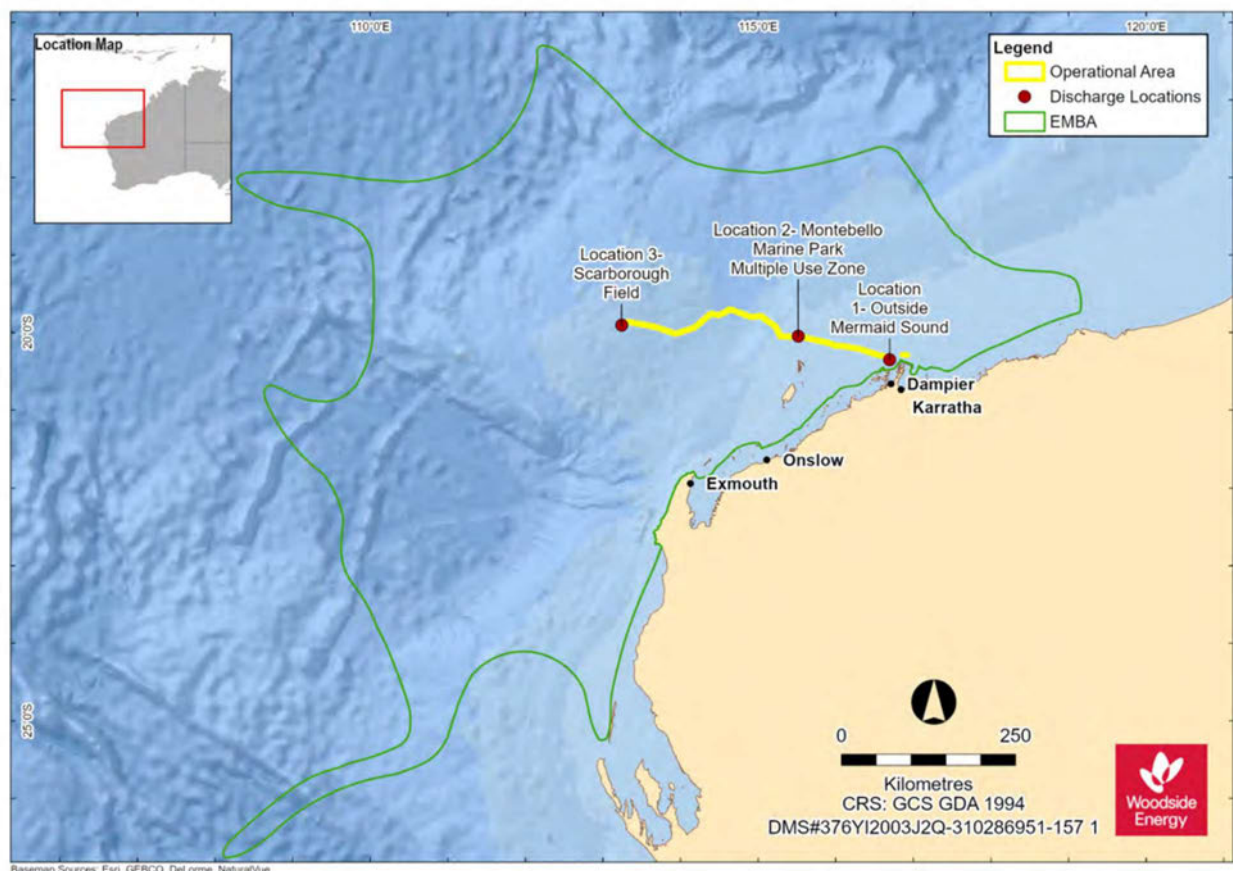 110°0'E
115°0'E
120°0'E
Location Map
Legend
Operational Area
Discharge Locations
EMBA
Location 2- Montebello
Marine Park
Multiple Use Zone
Location 3-
Scarborough
Field
Location
1- Outside
Mermaid Sound
20°0'S
Dampier
Karratha
Onslow
Exmouth
25°0'S
0
250
Kilometres
CRS: GCS GDA 1994
DMS#376YI2003J2Q-310286951-157 1
Woodside
Energy
Basemap Sources: Esri, GEBCO, DeLorme, NaturalVue